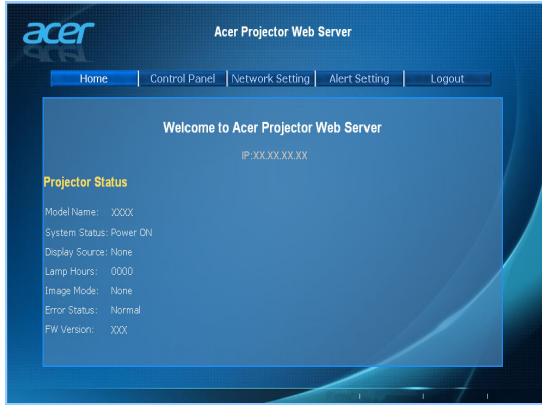 acer
Acer Projector Web Server
Home Control Panel Network Setting Alert Setting Logout
Welcome to Acer Projector Web Server
IP:XX.XX.XX.XX
Projector Status
Model Name: XXXX
System Status: Power ON
Display Source: None
Lamp Hours: 0000
Image Mode: None
Error Status: Normal
FW Version: XXX